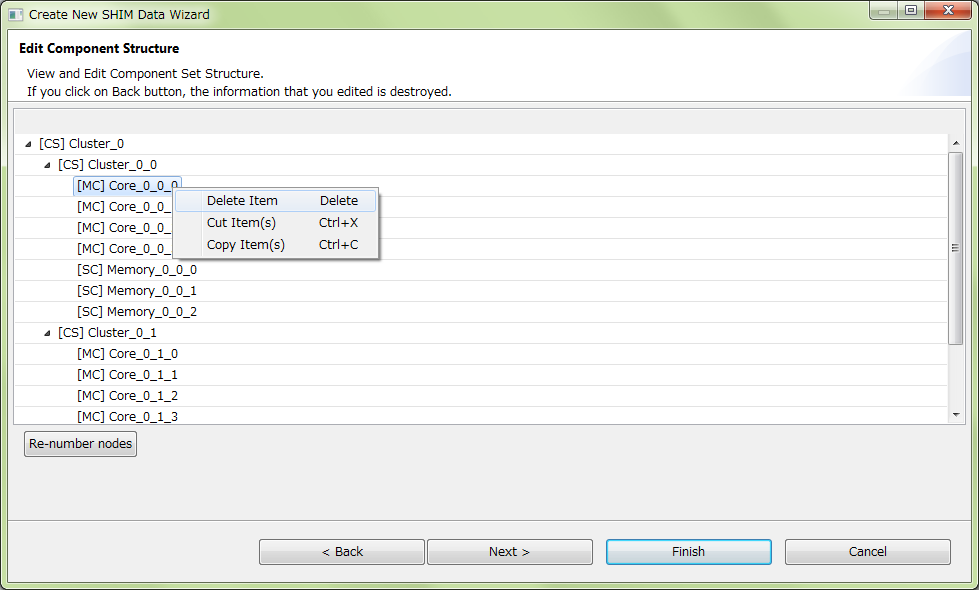 Create New SHIM Data Wizard
Edit Component Structure
View and Edit Component Set Structure.
If you click on Back button, the information that you edited is destroyed.
[CS] Cluster_0
[CS] Cluster_0_0
[MC] Core_0_0_0
Delete Item Delete
[MC] Core_0_0_
Cut Item(s) Ctrl+X
[MC] Core_0_0_
Copy Item(s) Ctrl+C
[MC] Core_0_0_
[SC] Memory_0_0_0
[SC] Memory_0_0_1
[SC] Memory_0_0_2
[CS] Cluster_0_1
[MC] Core_0_1_0
[MC] Core_0_1_1
[MC] Core_0_1_2
[MC] Core_0_1_3
Re-number nodes
< Back Next > Finish Cancel